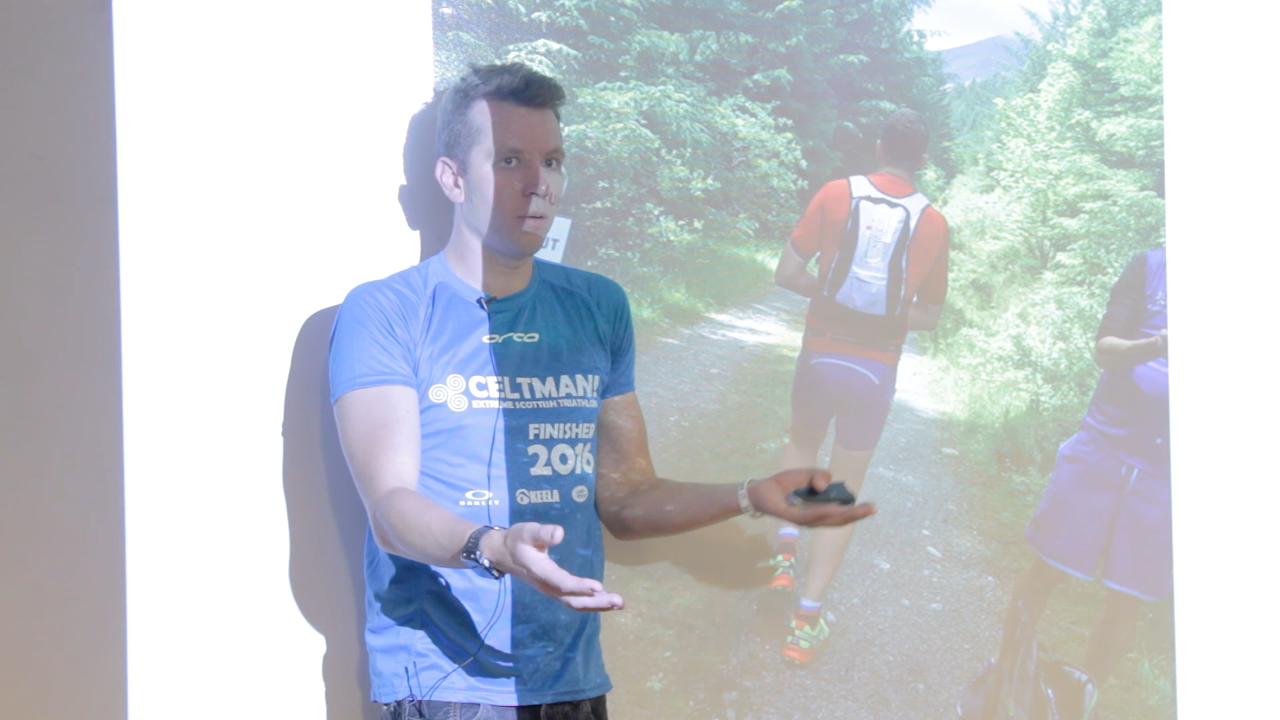 orca
CELTMAN!
EXTREME SCOTTISH TRIATHLON
FINISHER
2016
OAKLEY
KEELA